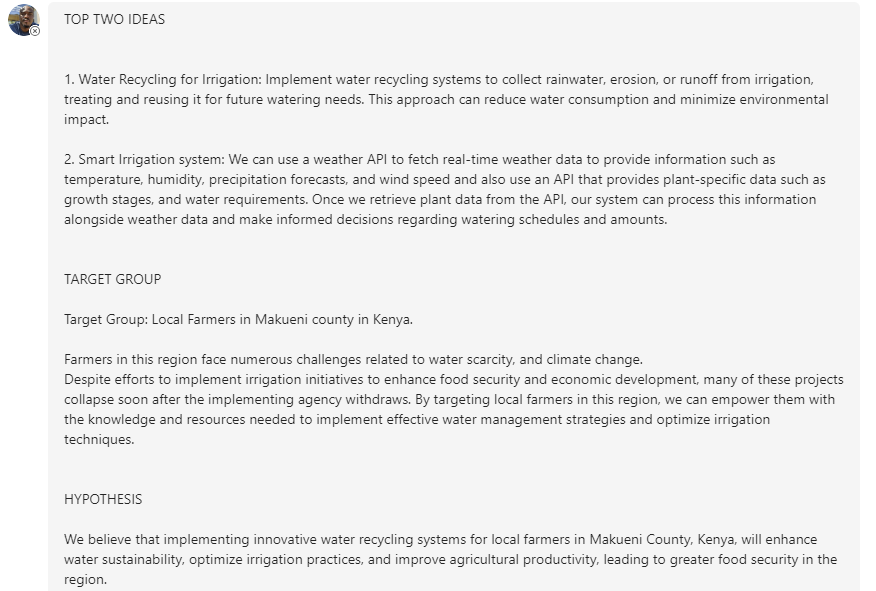 TOP TWO IDEAS
1. Water Recycling for Irrigation: Implement water recycling systems to collect rainwater, erosion, or runoff from irrigation,
treating and reusing it for future watering needs. This approach can reduce water consumption and minimize environmental
impact.
2. Smart Irrigation system: We can use a weather API to fetch real-time weather data to provide information such as
temperature, humidity, precipitation forecasts, and wind speed and also use an API that provides plant-specific data such as
growth stages, and water requirements. Once we retrieve plant data from the API, our system can process this information
alongside weather data and make informed decisions regarding watering schedules and amounts.
TARGET GROUP
Target Group: Local Farmers in Makueni county in Kenya.
Farmers in this region face numerous challenges related to water scarcity, and climate change.
Despite efforts to implement irrigation initiatives to enhance food security and economic development, many of these projects
collapse soon after the implementing agency withdraws. By targeting local farmers in this region, we can empower them with
the knowledge and resources needed to implement effective water management strategies and optimize irrigation
techniques.
HYPOTHESIS
We believe that implementing innovative water recycling systems for local farmers in Makueni County, Kenya, will enhance
water sustainability, optimize irrigation practices, and improve agricultural productivity, leading to greater food security in the
region.